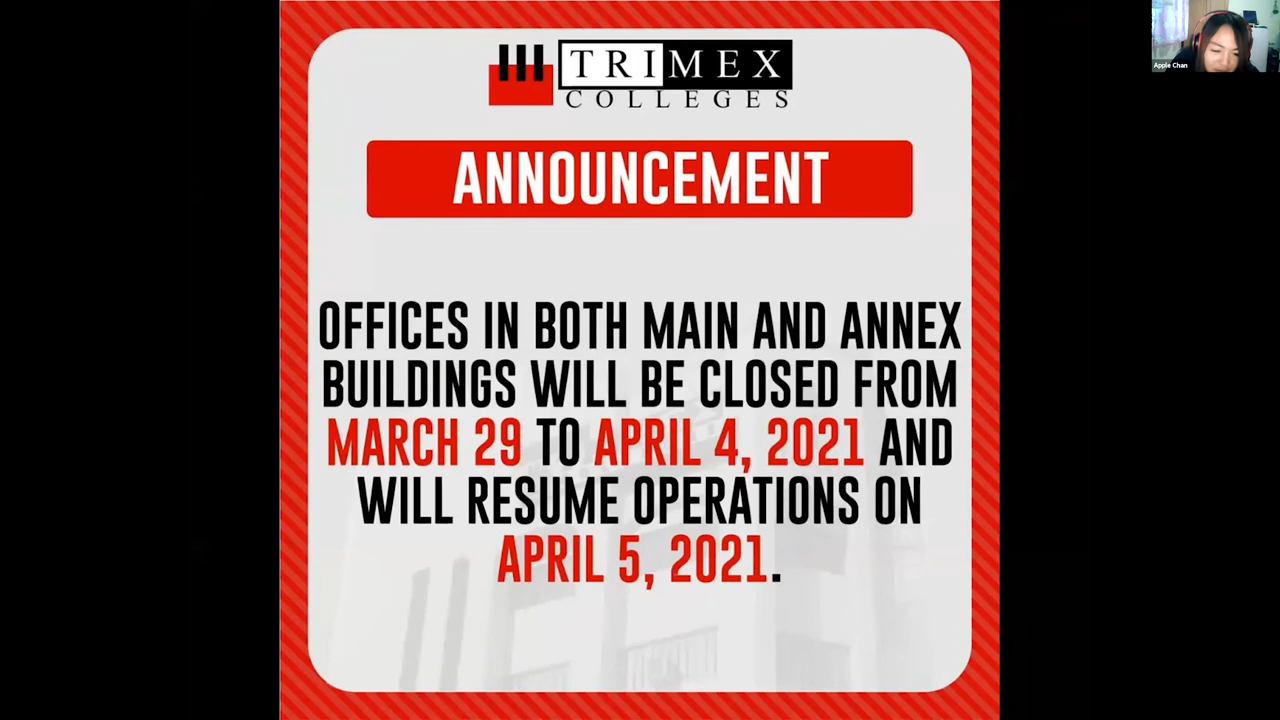 TRIMEX
COLLEGES
Apple Chan
ANNOUNCEMENT
OFFICES IN BOTH MAIN AND ANNEX
BUILDINGS WILL BE CLOSED FROM
MARCH 29 TO APRIL 4, 2021 AND
WILL RESUME OPERATIONS ON
APRIL 5, 2021.